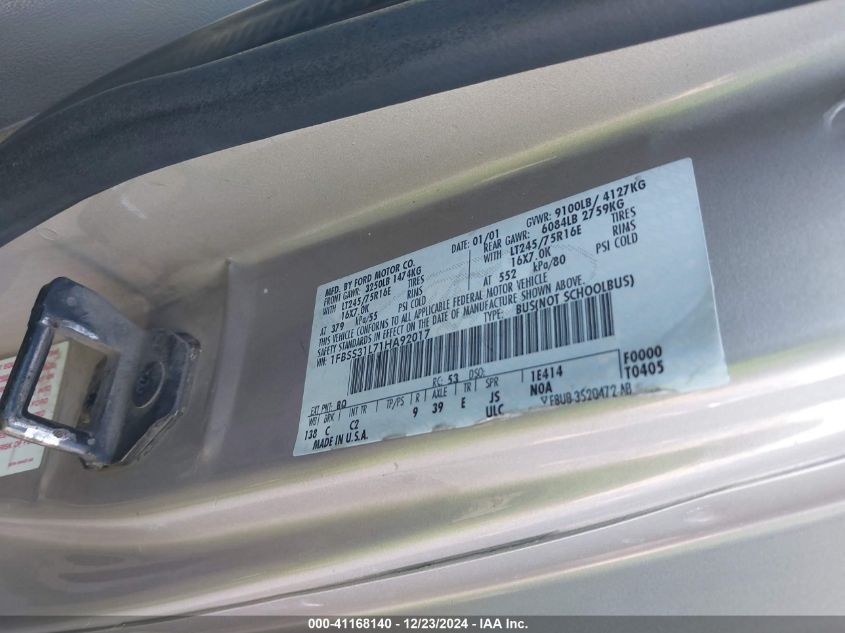 MFD. BY FORD MOTOR CO.
DATE: 01/01 GVWR: 9100LB/ 4127KG
FRONT GAWR: 3250LB 1474KG REAR GAWR: 6084LB 2759KG
WITH LT245/75R16E TIRES WITH LT245/75R16E TIRES
16X7.0K RIMS 16X7.0K RIMS
AT 379 kPa/55 PSI COLD AT 552 kPa/80 PSI COLD
THIS VEHICLE CONFORMS TO ALL APPLICABLE FEDERAL MOTOR VEHICLE
SAFETY STANDARDS IN EFFECT ON THE DATE OF MANUFACTURE SHOWN ABOVE.
1FBSS31L71HA92017 TYPE: BUS(NOT SCHOOLBUS)
F0000
T0405
EXT PNT: BQ RC: 53 DSO: 1E414
WB BRK INT TR TP/PS R AXLE TR SPR N0A
138 C C2 9 39 E JS
MADE IN U.S.A. ULC F8UB-3520472 AB
RISK OF
000-41168140 - 12/23/2024 - IAA Inc.